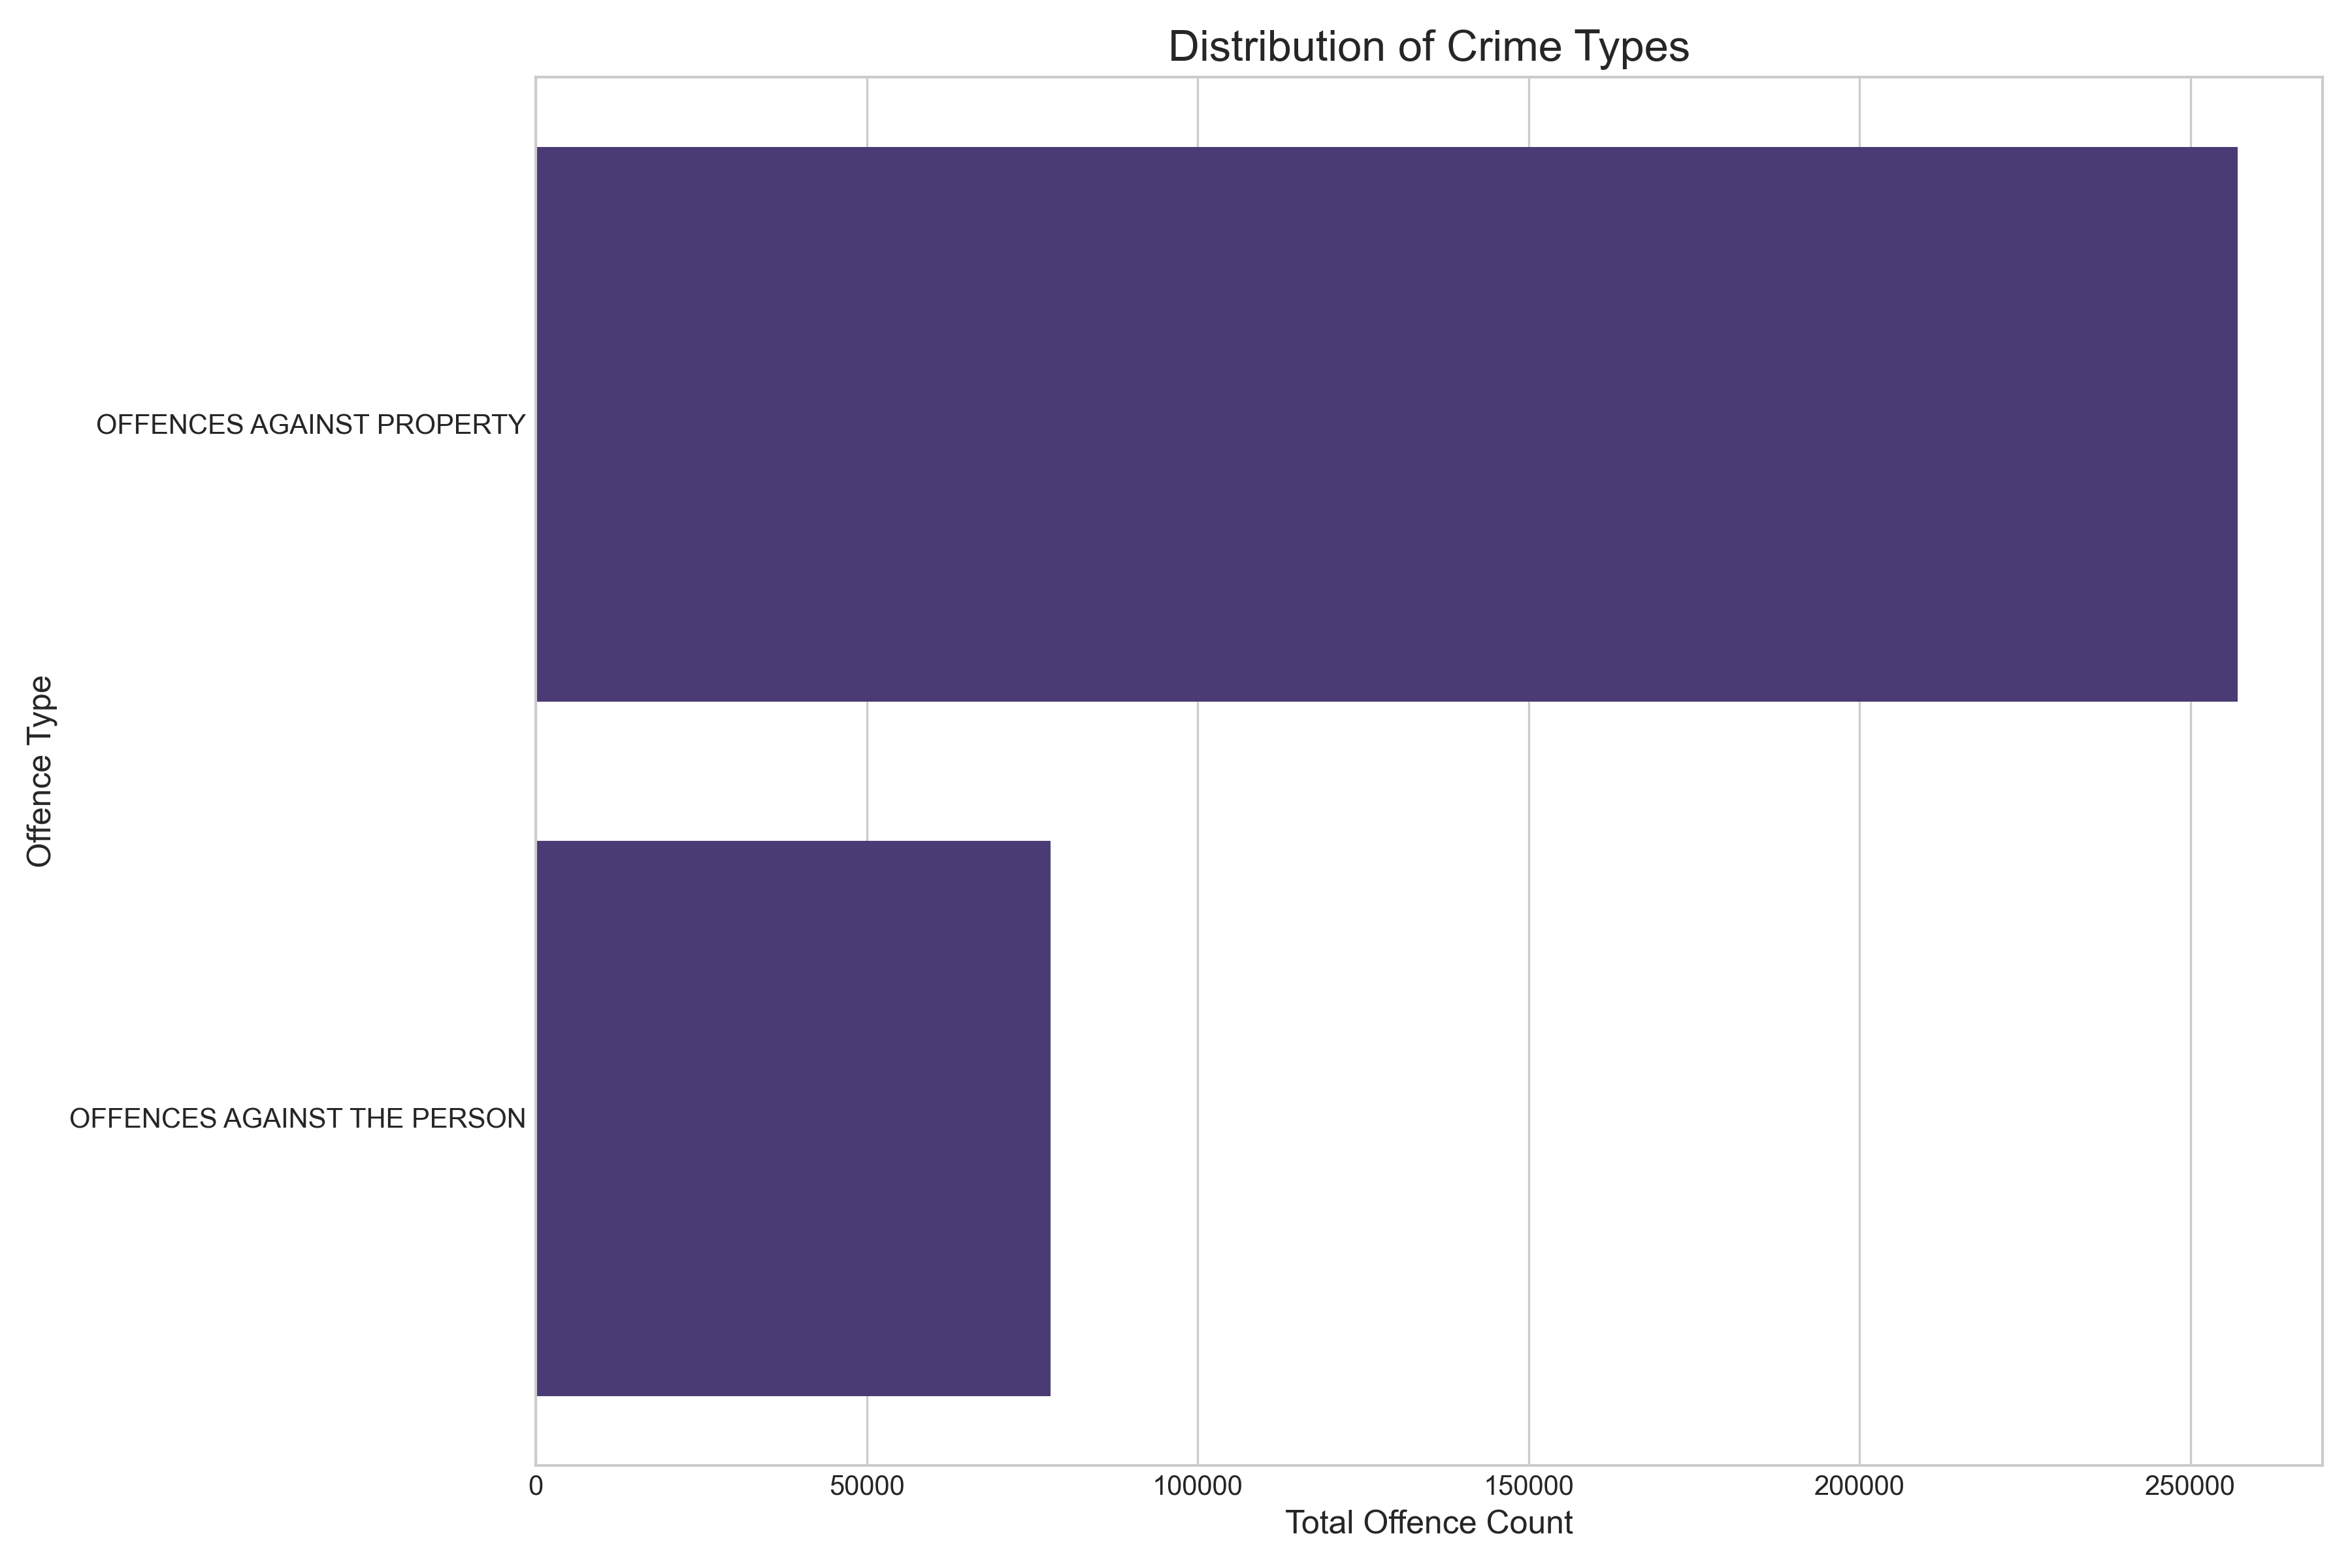 Distribution of Crime Types
Offence Type
OFFENCES AGAINST PROPERTY
OFFENCES AGAINST THE PERSON
0
50000
100000
150000
200000
250000
Total Offence Count